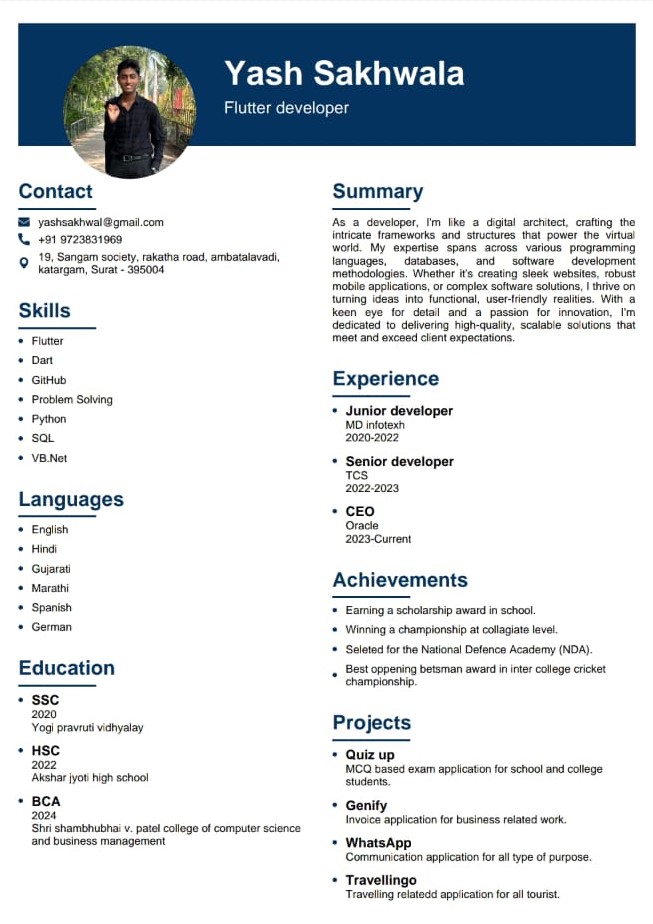 Yash Sakhwala
Flutter developer
Contact
yashsakhwal@gmail.com
+91 9723831969
19, Sangam society, rakatha road, ambatalavadi,
katargam, Surat - 395004
Skills
Flutter
Dart
GitHub
Problem Solving
Python
SQL
VB.Net
Languages
English
Hindi
Gujarati
Marathi
Spanish
German
Education
SSC
2020
Yogi pravruti vidhyalay
HSC
2022
Akshar jyoti high school
BCA
2024
Shri shambhubhai v. patel college of computer science
and business management
Summary
As a developer, I'm like a digital architect, crafting the
intricate frameworks and structures that power the virtual
world. My expertise spans across various programming
languages, databases, and software development
methodologies. Whether it's creating sleek websites, robust
mobile applications, or complex software solutions, I thrive on
turning ideas into functional, user-friendly realities. With a
keen eye for detail and a passion for innovation, I'm
dedicated to delivering high-quality, scalable solutions that
meet and exceed client expectations.
Experience
Junior developer
MD infotexh
2020-2022
Senior developer
TCS
2022-2023
CEO
Oracle
2023-Current
Achievements
Earning a scholarship award in school.
Winning a championship at collagiate level.
Seleted for the National Defence Academy (NDA).
Best oppening betsman award in inter college cricket
championship.
Projects
Quiz up
MCQ based exam application for school and college
students.
Genify
Invoice application for business related work.
WhatsApp
Communication application for all type of purpose.
Travellingo
Travelling relatedd application for all tourist.